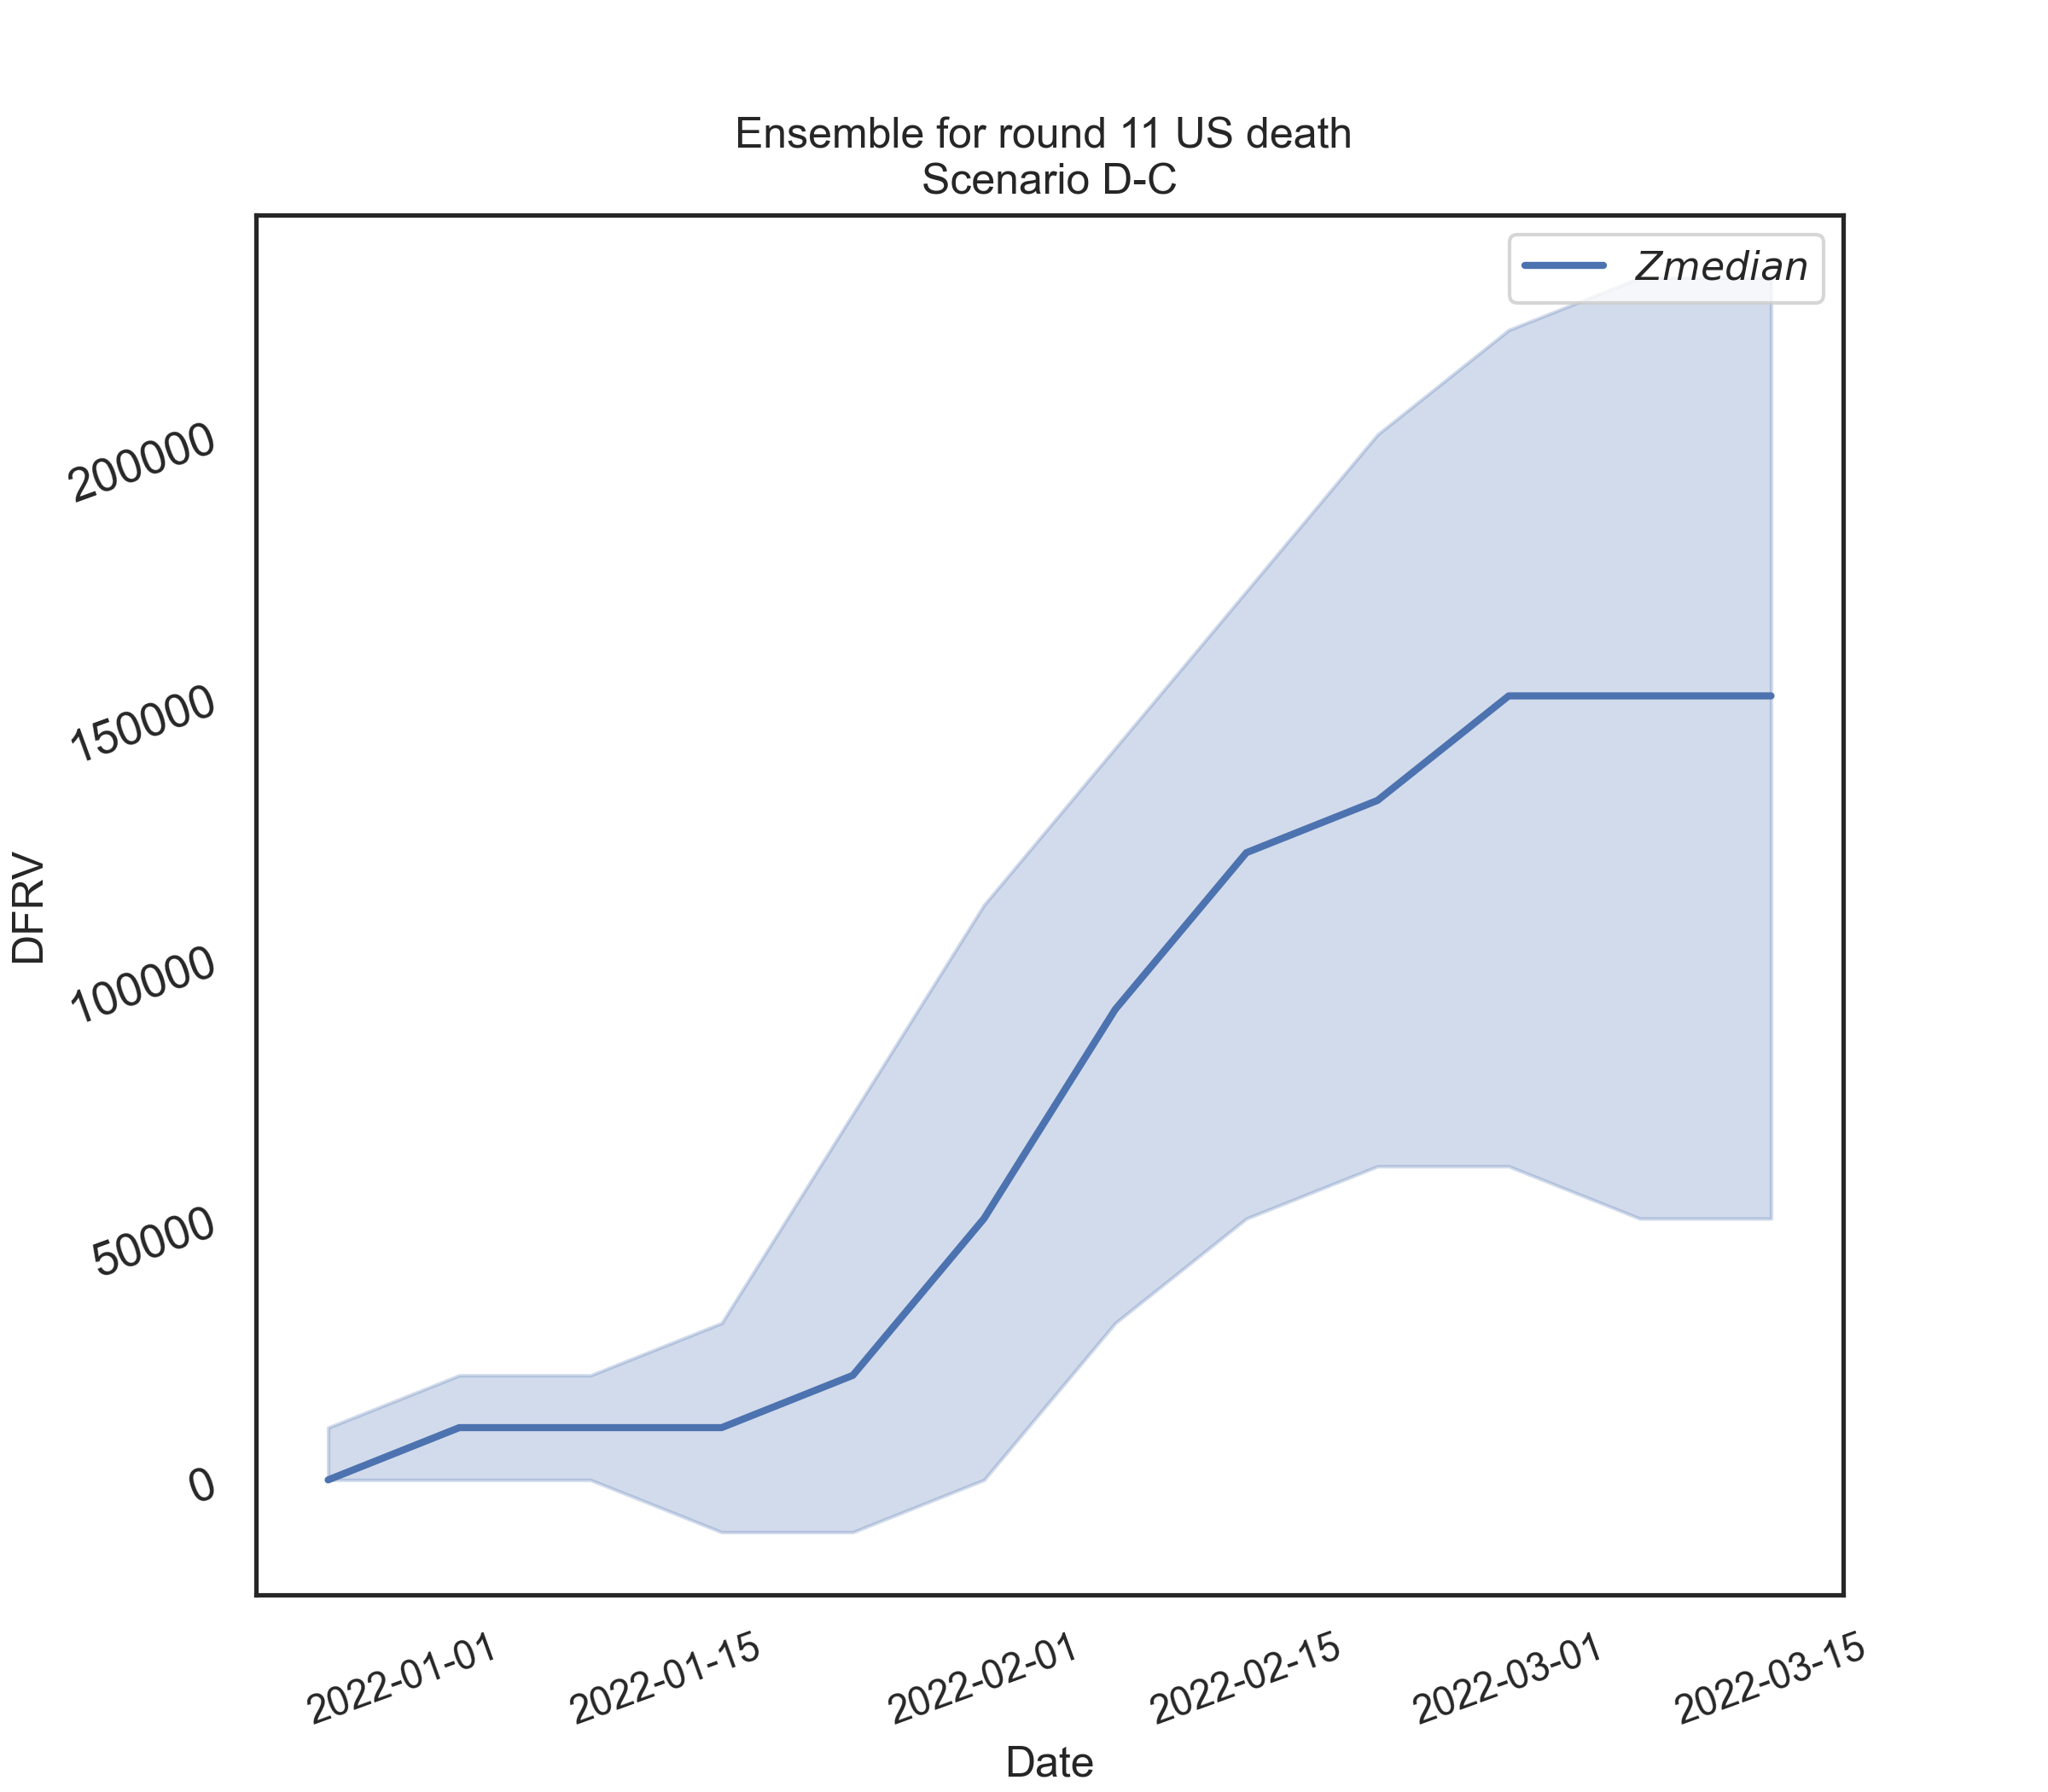 Ensemble for round 11 US death
Scenario D-C
Zmedian
DFRV
200000
150000
100000
50000
0
2022-01-01
2022-01-15
2022-02-01
2022-02-15
2022-03-01
2022-03-15
Date